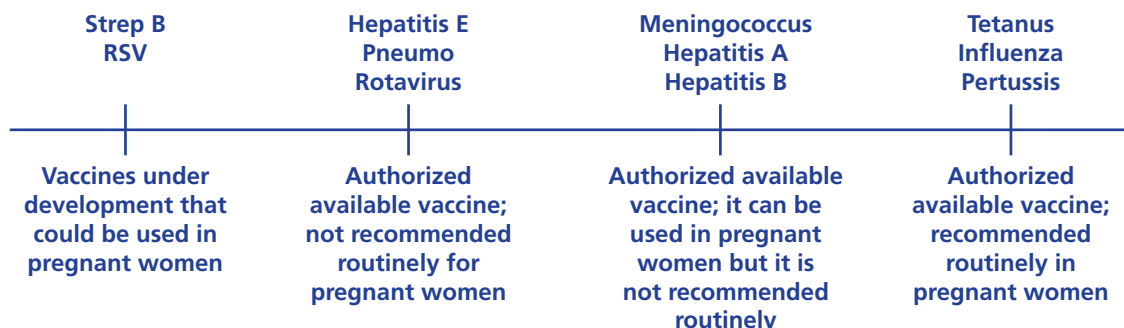 Strep B
RSV
Hepatitis E
Pneumo
Rotavirus
Meningococcus
Hepatitis A
Hepatitis B
Tetanus
Influenza
Pertussis
Vaccines under
development that
could be used in
pregnant women
Authorized
available vaccine;
not recommended
routinely for
pregnant women
Authorized available
vaccine; it can be
used in pregnant
women but it is
not recommended
routinely
Authorized
available vaccine;
recommended
routinely in
pregnant women